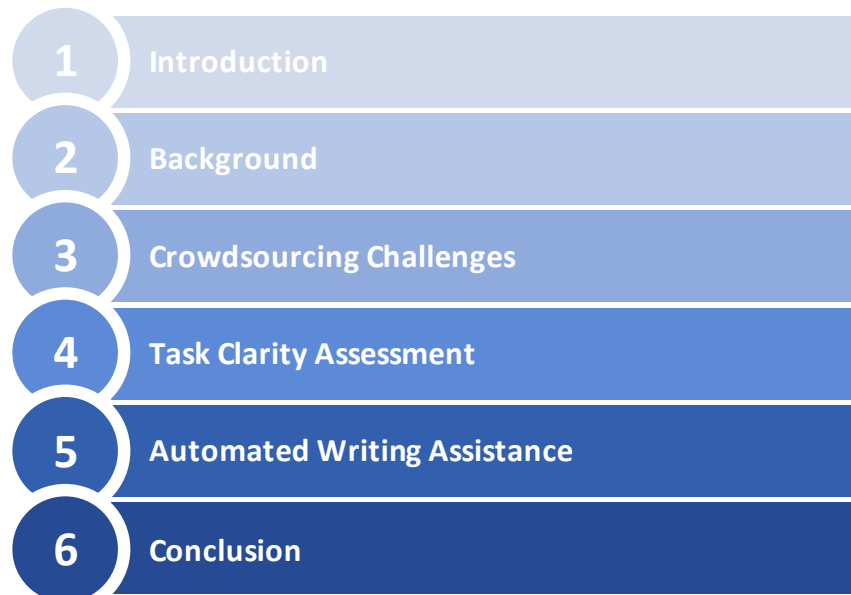 1 Introduction
2 Background
3 Crowdsourcing Challenges
4 Task Clarity Assessment
5 Automated Writing Assistance
6 Conclusion